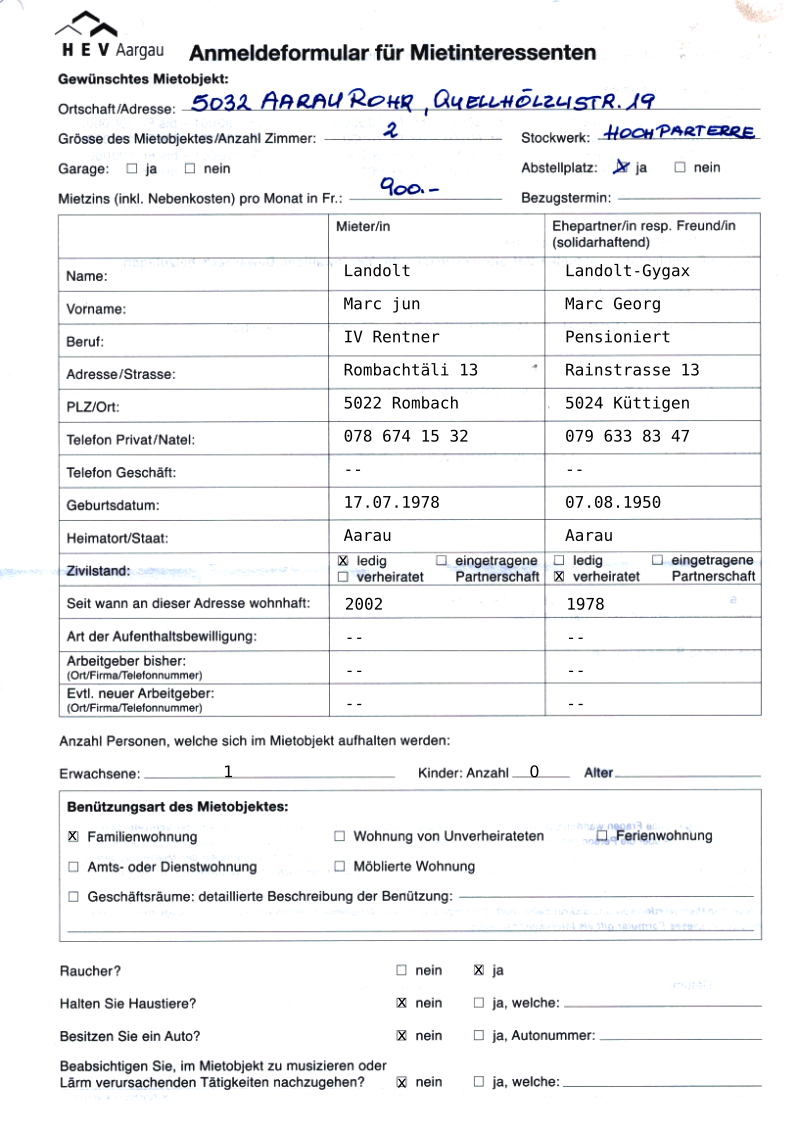 HEV Aargau Anmeldeformular für Mietinteressenten
Gewünschtes Mietobjekt:
Ortschaft/Adresse: 5032 AARAU ROHR, QUELLHÖLZLISTR. 19
Grösse des Mietobjektes/Anzahl Zimmer: 2 Stockwerk: HOCHPARTERRE
Garage: ☐ ja ☐ nein Abstellplatz: ☒ ja ☐ nein
Mietzins (inkl. Nebenkosten) pro Monat in Fr.: 900.- Bezugstermin:
Mieter/in Ehepartner/in resp. Freund/in
(solidarhaftend)
Name: Landolt Landolt-Gygax
Vorname: Marc jun Marc Georg
Beruf: IV Rentner Pensioniert
Adresse/Strasse: Rombachtäli 13 Rainstrasse 13
PLZ/Ort: 5022 Rombach 5024 Küttigen
Telefon Privat/Natel: 078 674 15 32 079 633 83 47
Telefon Geschäft: -- --
Geburtsdatum: 17.07.1978 07.08.1950
Heimatort/Staat: Aarau Aarau
Zivilstand: ☒ ledig ☐ eingetragene ☐ ledig ☐ eingetragene
☐ verheiratet Partnerschaft ☒ verheiratet Partnerschaft
Seit wann an dieser Adresse wohnhaft: 2002 1978
Art der Aufenthaltsbewilligung: -- --
Arbeitgeber bisher: -- --
(Ort/Firma/Telefonnummer)
Evtl. neuer Arbeitgeber: -- --
(Ort/Firma/Telefonnummer)
Anzahl Personen, welche sich im Mietobjekt aufhalten werden:
Erwachsene: 1 Kinder: Anzahl 0 Alter
Benützungsart des Mietobjektes:
☒ Familienwohnung ☐ Wohnung von Unverheirateten ☐ Ferienwohnung
☐ Amts- oder Dienstwohnung ☐ Möblierte Wohnung
☐ Geschäftsräume: detaillierte Beschreibung der Benützung:
Raucher? ☐ nein ☒ ja
Halten Sie Haustiere? ☒ nein ☐ ja, welche:
Besitzen Sie ein Auto? ☒ nein ☐ ja, Autonummer:
Beabsichtigen Sie, im Mietobjekt zu musizieren oder
Lärm verursachenden Tätigkeiten nachzugehen? ☒ nein ☐ ja, welche: